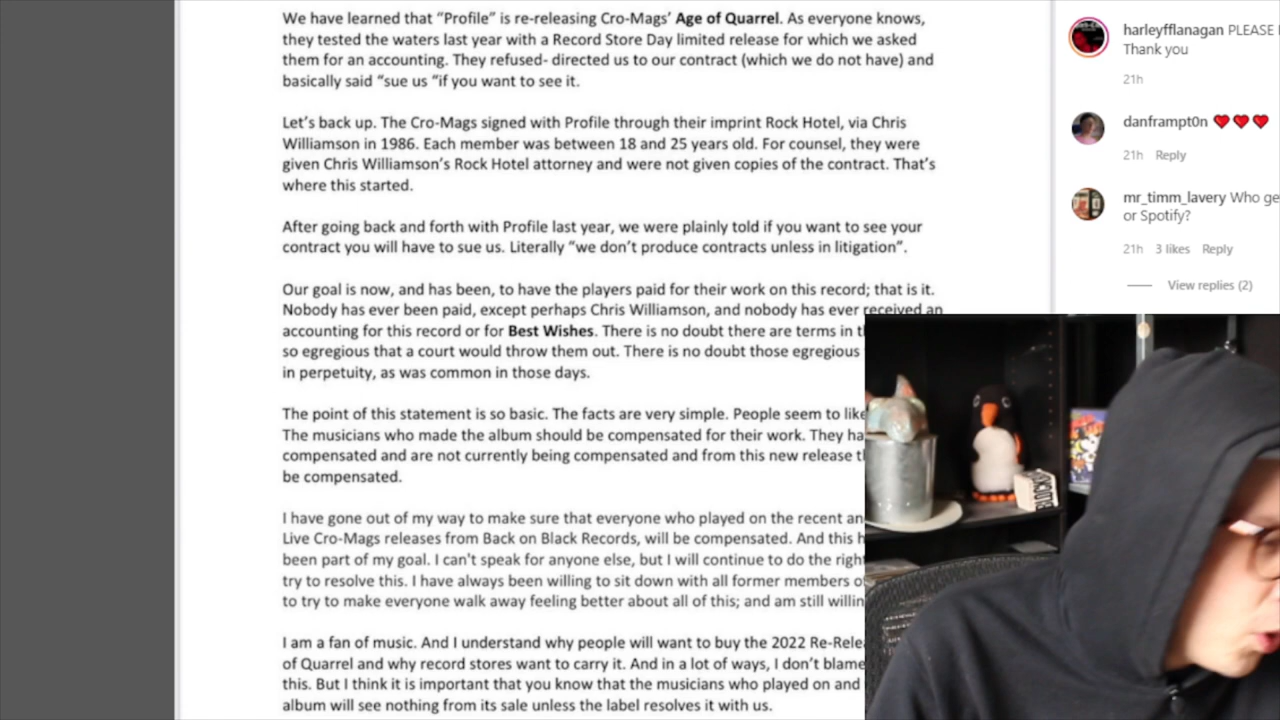 We have learned that “Profile” is re-releasing Cro-Mags’ Age of Quarrel. As everyone knows,
they tested the waters last year with a Record Store Day limited release for which we asked
them for an accounting. They refused- directed us to our contract (which we do not have) and
basically said “sue us “if you want to see it.
Let’s back up. The Cro-Mags signed with Profile through their imprint Rock Hotel, via Chris
Williamson in 1986. Each member was between 18 and 25 years old. For counsel, they were
given Chris Williamson’s Rock Hotel attorney and were not given copies of the contract. That’s
where this started.
After going back and forth with Profile last year, we were plainly told if you want to see your
contract you will have to sue us. Literally “we don’t produce contracts unless in litigation”.
Our goal is now, and has been, to have the players paid for their work on this record; that is it.
Nobody has ever been paid, except perhaps Chris Williamson, and nobody has ever received an
accounting for this record or for Best Wishes. There is no doubt there are terms in
so egregious that a court would throw them out. There is no doubt those egregious
in perpetuity, as was common in those days.
The point of this statement is so basic. The facts are very simple. People seem to like
The musicians who made the album should be compensated for their work. They
compensated and are not currently being compensated and from this new release
be compensated.
I have gone out of my way to make sure that everyone who played on the recent
Live Cro-Mags releases from Back on Black Records, will be compensated. And this
been part of my goal. I can't speak for anyone else, but I will continue to do the right
try to resolve this. I have always been willing to sit down with all former members
to try to make everyone walk away feeling better about all of this; and am still
I am a fan of music. And I understand why people will want to buy the 2022
of Quarrel and why record stores want to carry it. And in a lot of ways, I don’t blame
this. But I think it is important that you know that the musicians who played on and
album will see nothing from its sale unless the label resolves it with us.
harleyfflanagan PLEASE
Thank you
21h
danframpt0n ❤️❤️❤️
21h Reply
mr_timm_lavery Who
or Spotify?
21h 3 likes Reply
View replies (2)